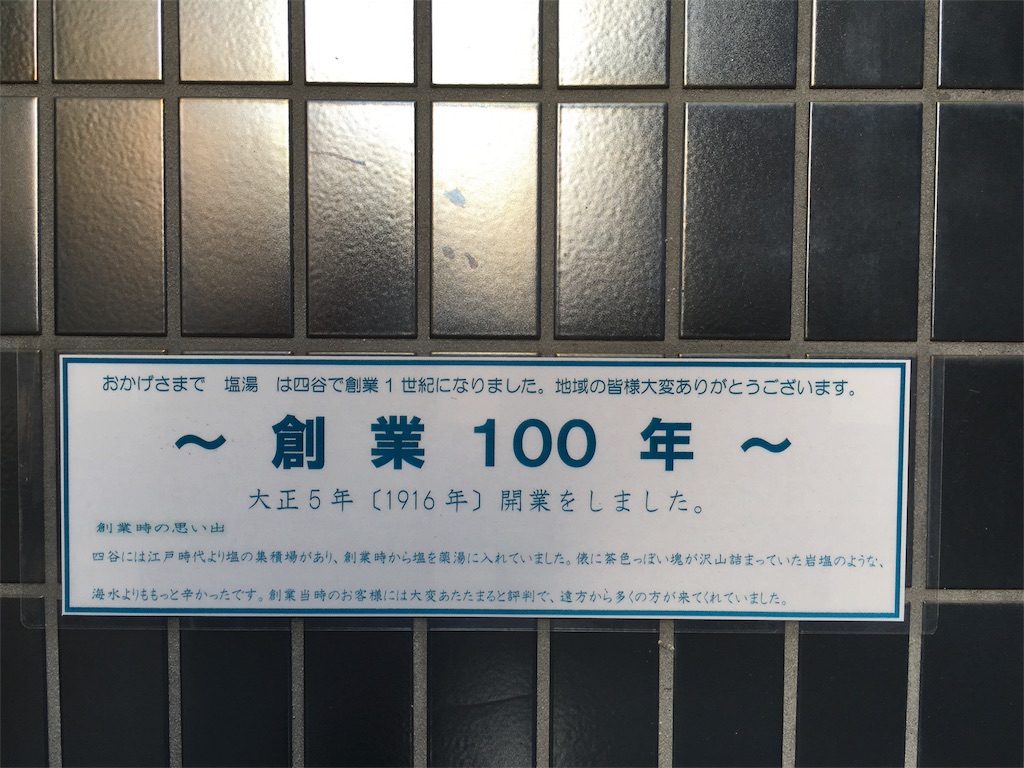 おかげさまで　塩湯　は四谷で創業１世紀になりました。地域の皆様大変ありがとうございます。
～ 創 業 100 年 ～
大正５年〔1916年〕開業をしました。
創業時の思い出
四谷には江戸時代より塩の集積場があり、創業時から塩を薬湯に入れていました。俵に茶色っぽい塊が沢山詰まっていた岩塩のような、
海水よりももっと辛かったです。創業当時のお客様には大変あたたまると評判で、遠方から多くの方が来てくれていました。